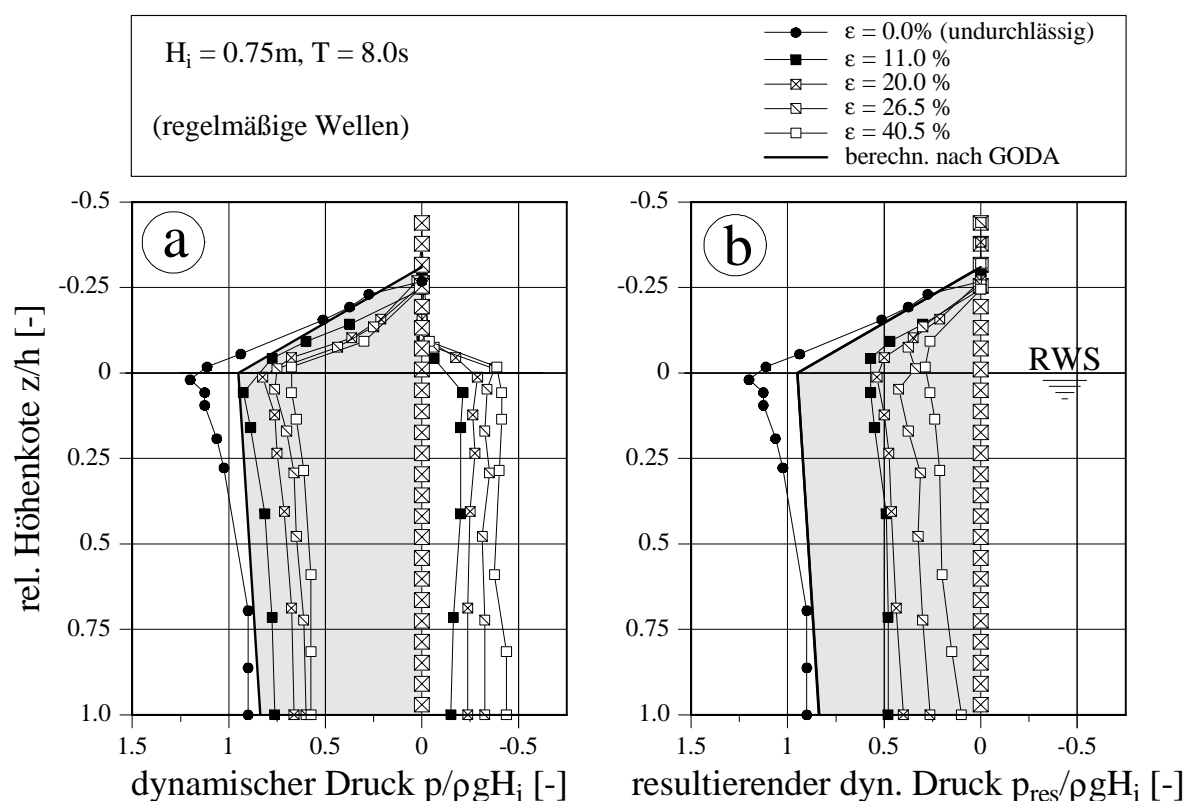 H_i = 0.75m, T = 8.0s
(regelmäßige Wellen)
ε = 0.0% (undurchlässig)
ε = 11.0 %
ε = 20.0 %
ε = 26.5 %
ε = 40.5 %
berechn. nach GODA
rel. Höhenkote z/h [-]
-0.5
-0.25
0
0.25
0.5
0.75
1.0
a
1.5 1 0.5 0 -0.5
dynamischer Druck p/ρgH_i [-]
-0.5
-0.25
0
0.25
0.5
0.75
1.0
b
RWS
1.5 1 0.5 0 -0.5
resultierender dyn. Druck p_res/ρgH_i [-]